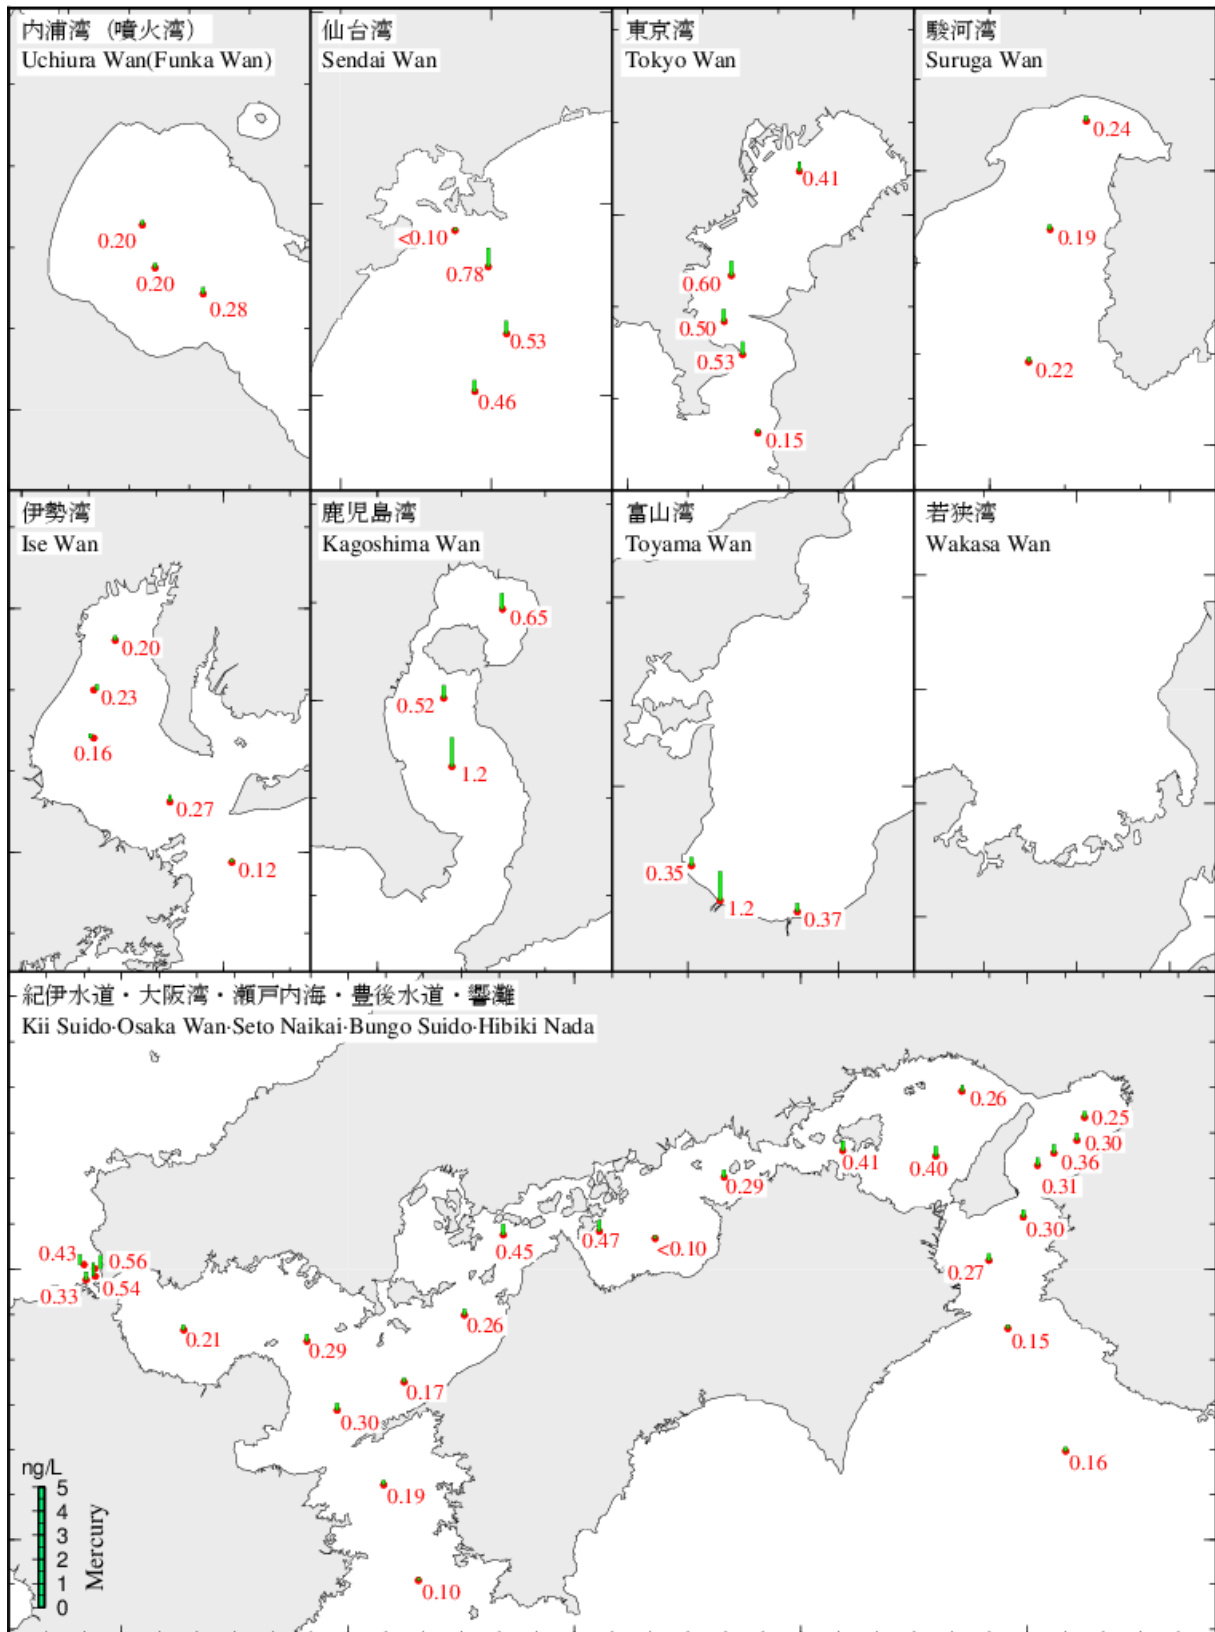 内浦湾（噴火湾）
Uchiura Wan(Funka Wan)
0.20
0.20
0.28
仙台湾
Sendai Wan
<0.10
0.78
0.53
0.46
東京湾
Tokyo Wan
0.41
0.60
0.50
0.53
0.15
駿河湾
Suruga Wan
0.24
0.19
0.22
伊勢湾
Ise Wan
0.20
0.23
0.16
0.27
0.12
鹿児島湾
Kagoshima Wan
0.65
0.52
1.2
富山湾
Toyama Wan
0.35
1.2
0.37
若狭湾
Wakasa Wan
紀伊水道・大阪湾・瀬戸内海・豊後水道・響灘
Kii Suido·Osaka Wan·Seto Naikai·Bungo Suido·Hibiki Nada
0.26
0.25
0.30
0.41
0.40
0.36
0.29
0.31
0.30
0.47
0.45
<0.10
0.43
0.56
0.27
0.33
0.54
0.26
0.21
0.29
0.15
0.17
0.30
0.16
0.19
0.10
ng/L
5
4
3
2
1
0
Mercury